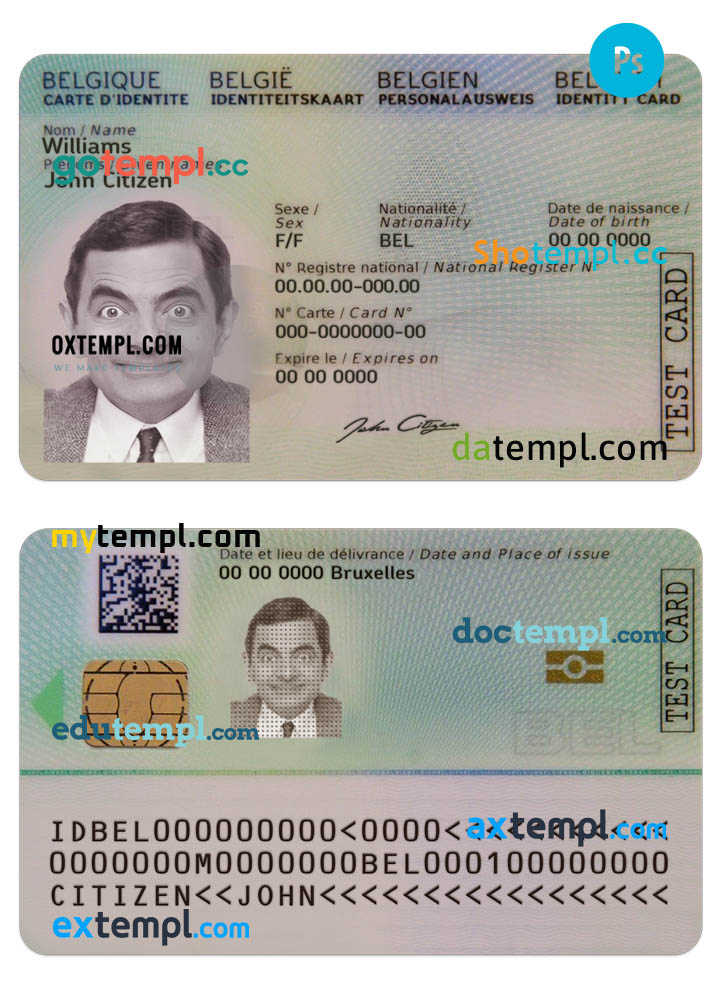 Ps
BELGIQUE BELGIË BELGIEN
CARTE D'IDENTITE IDENTITEITSKAART PERSONALAUSWEIS IDENTITY CARD
Nom / Name
Williams
gotempl.cc
John Citizen
Sexe / Nationalité / Date de naissance /
Sex Nationality Date of birth
F/F BEL 00 00 0000
Shotempl.cc
N° Registre national / National Register N°
00.00.00-000.00
N° Carte / Card N°
000-0000000-00
OXTEMPL.COM
WE MAKE TEMPLATES
Expire le / Expires on
00 00 0000
John Citizen
TEST CARD
datempl.com
mytempl.com
Date et lieu de délivrance / Date and Place of issue
00 00 0000 Bruxelles
doctempl.com
TEST CARD
edutempl.com
BEL
IDBEL000000000<0000<<<<<<<<<<<
axtempl.com
0000000M0000000BEL000100000000
CITIZEN<<JOHN<<<<<<<<<<<<<<<<<
extempl.com